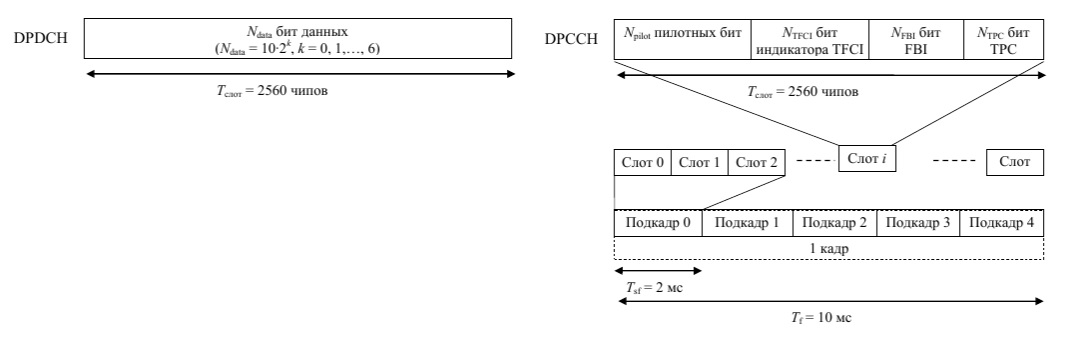 DPDCH
N_data бит данных
(N_data = 10·2^k, k = 0, 1,…, 6)
T_слот = 2560 чипов
DPCCH
N_pilot пилотных бит
N_TFCI бит
индикатора TFCI
N_FBI бит
FBI
N_TPC бит
TPC
T_слот = 2560 чипов
Слот 0
Слот 1
Слот 2
Слот i
Слот
Подкадр 0
Подкадр 1
Подкадр 2
Подкадр 3
Подкадр 4
1 кадр
T_sf = 2 мс
T_f = 10 мс